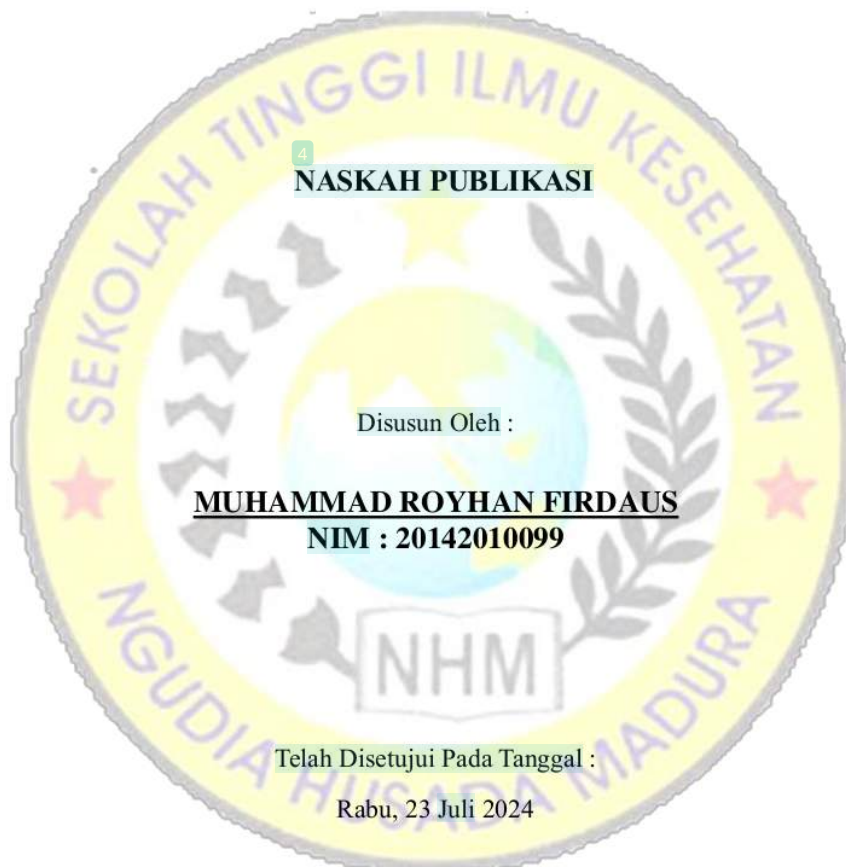 SEKOLAH TINGGI ILMU KESEHATAN
4
NASKAH PUBLIKASI
Disusun Oleh :
MUHAMMAD ROYHAN FIRDAUS
NIM : 20142010099
NHM
Telah Disetujui Pada Tanggal :
Rabu, 23 Juli 2024
NGUDIA HUSADA MADURA